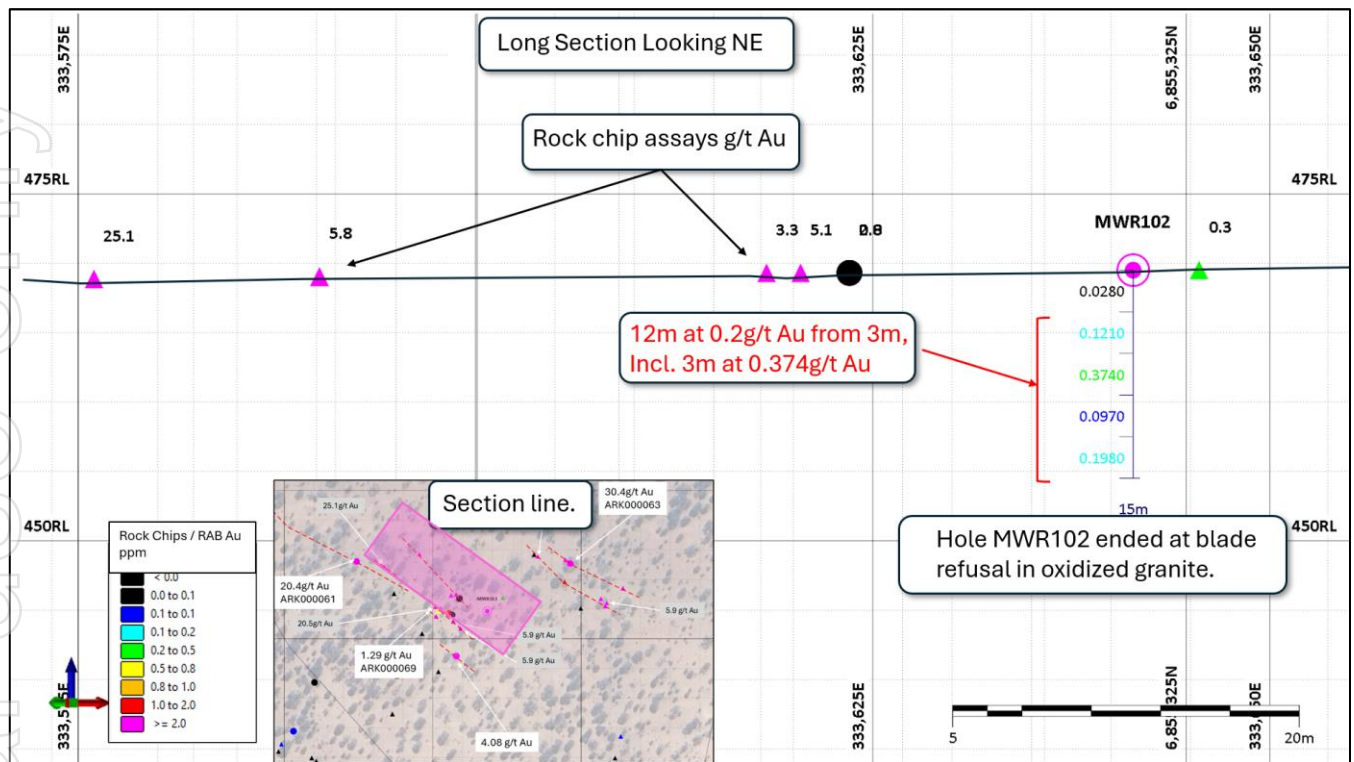 333,575E
Long Section Looking NE
333,625E
6,855,325N
333,650E
Rock chip assays g/t Au
475RL
475RL
25.1
5.8
3.3
5.1
MWR102
0.3
0.0280
12m at 0.2g/t Au from 3m,
Incl. 3m at 0.374g/t Au
0.1210
0.3740
0.0970
0.1980
15m
Section line.
30.4g/t Au
ARK000063
25.1g/t Au
20.4g/t Au
ARK000061
20.5g/t Au
5.9 g/t Au
5.9 g/t Au
5.9 g/t Au
1.29 g/t Au
ARK000069
4.08 g/t Au
450RL
450RL
Hole MWR102 ended at blade
refusal in oxidized granite.
Rock Chips / RAB Au
ppm
< 0.0
0.0 to 0.1
0.1 to 0.1
0.1 to 0.2
0.2 to 0.5
0.5 to 0.8
0.8 to 1.0
1.0 to 2.0
>= 2.0
333,625E
5
20m